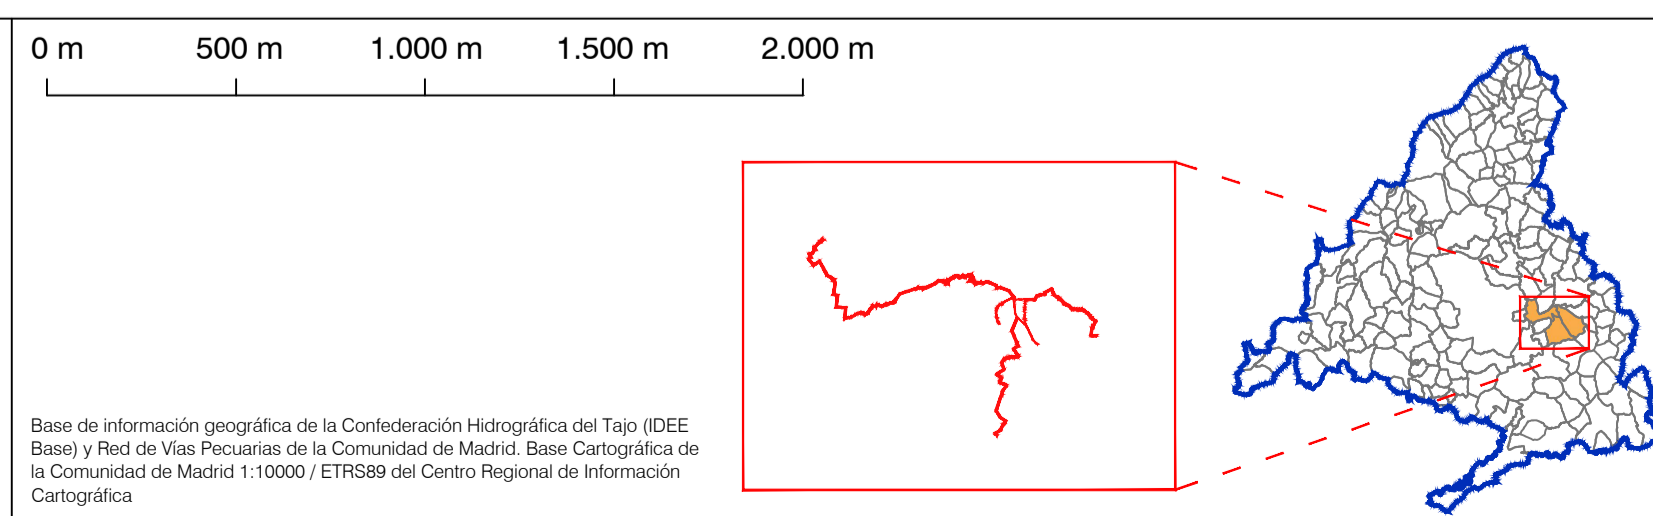 0 m 500 m 1.000 m 1.500 m 2.000 m
Base de información geográfica de la Confederación Hidrográfica del Tajo (IDEE
Base) y Red de Vías Pecuarias de la Comunidad de Madrid. Base Cartográfica de
la Comunidad de Madrid 1:10000 / ETRS89 del Centro Regional de Información
Cartográfica